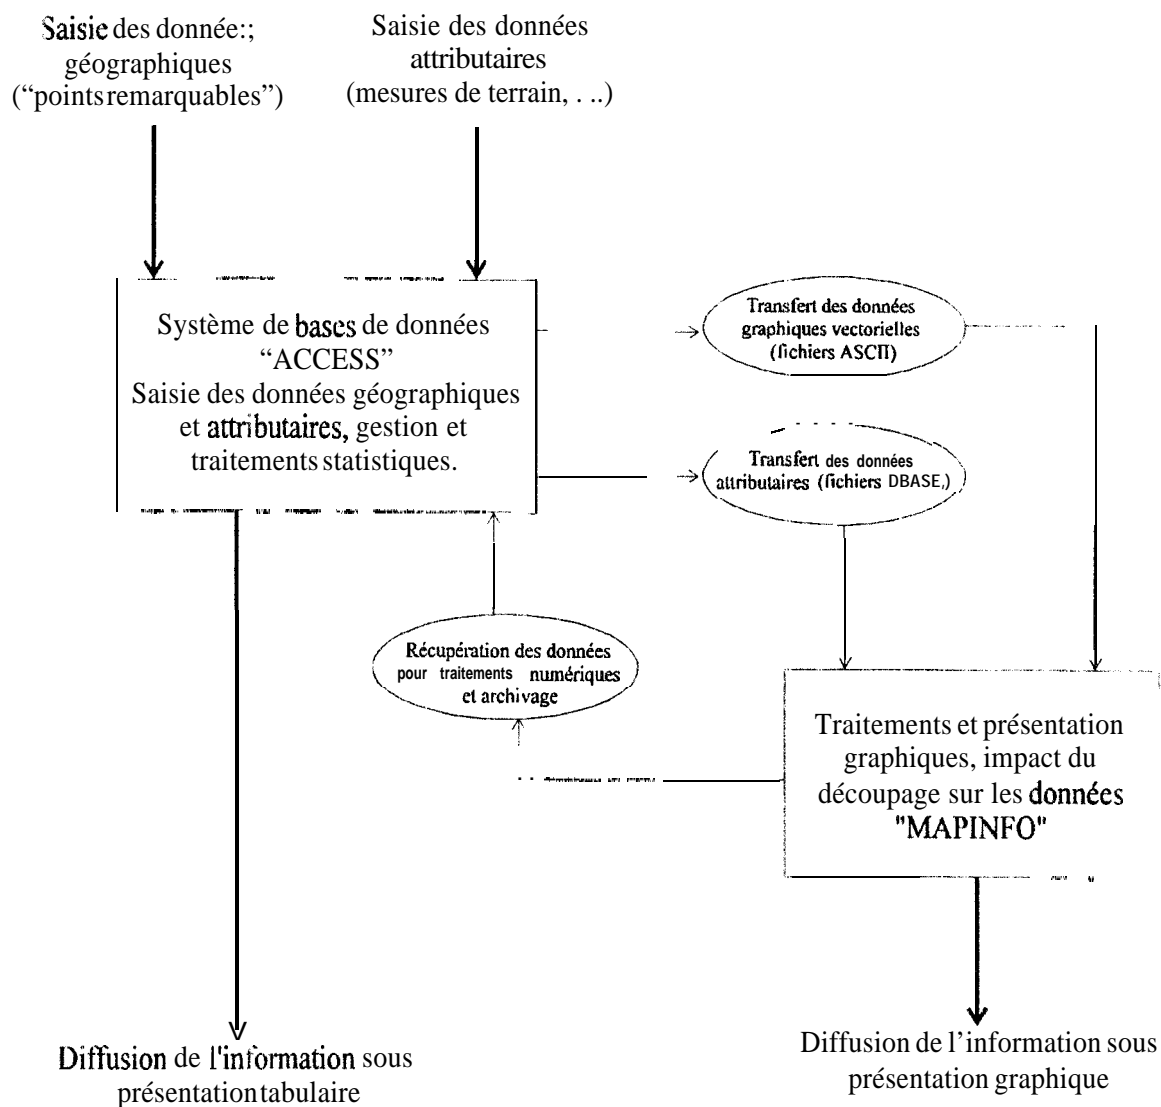 Saisie des donnée:;
géographiques
(“points remarquables”)
Saisie des données
attributaires
(mesures de terrain, . ..)
Système de bases de données
“ACCESS”
Saisie des données géographiques
et attributaires, gestion et
traitements statistiques.
Transfert des données
graphiques vectorielles
(fichiers ASCII)
Transfert des données
attributaires (fichiers DBASE,)
Récupération des données
pour traitements numériques
et archivage
Traitements et présentation
graphiques, impact du
découpage sur les données
"MAPINFO"
Diffusion de l'information sous
présentation tabulaire
Diffusion de l’information sous
présentation graphique